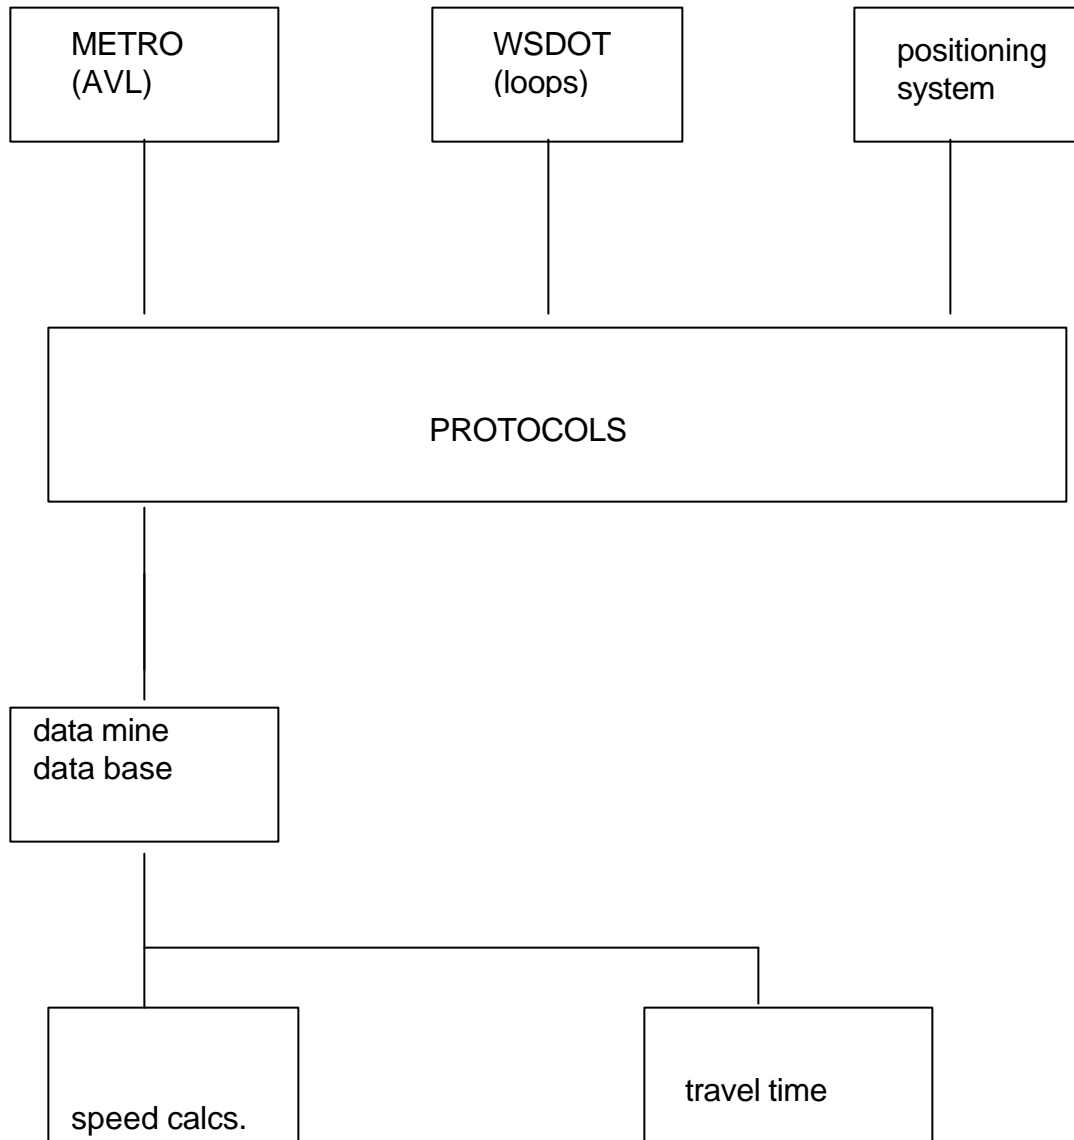 METRO
(AVL)
WSDOT
(loops)
positioning
system
PROTOCOLS
data mine
data base
travel time
speed calcs.